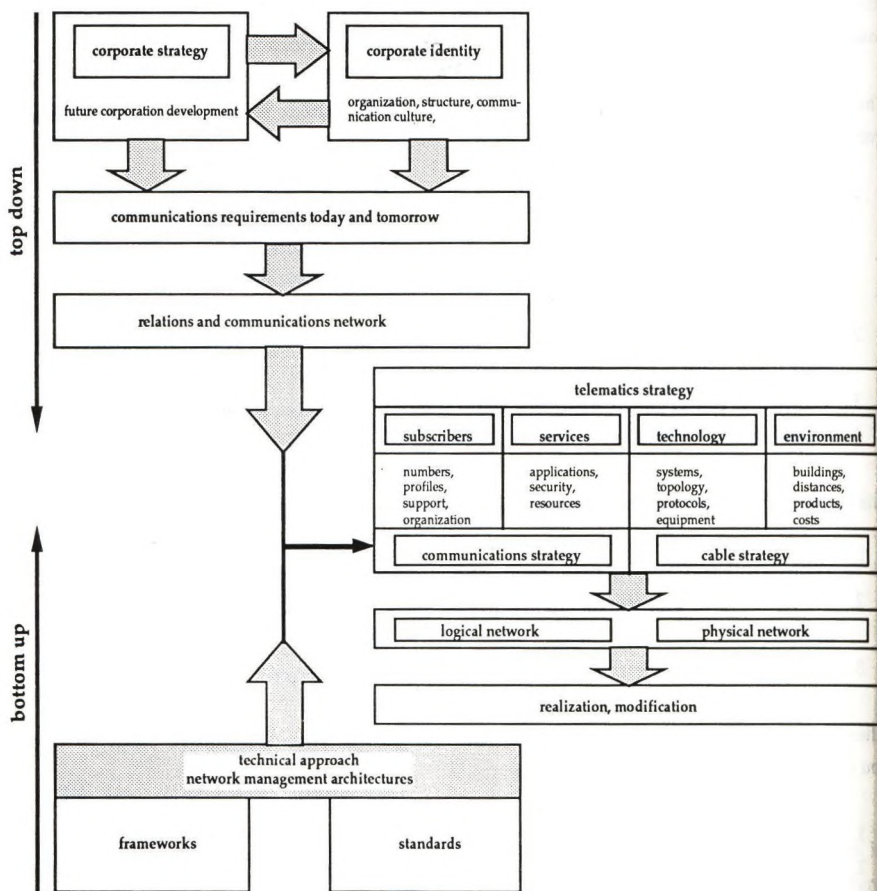 top down
corporate strategy
corporate identity
future corporation development
organization, structure, commu-
nication culture,
communications requirements today and tomorrow
relations and communications network
telematics strategy
subscribers
services
technology
environment
numbers,
profiles,
support,
organization
applications,
security,
resources
systems,
topology,
protocols,
equipment
buildings,
distances,
products,
costs
communications strategy
cable strategy
logical network
physical network
realization, modification
bottom up
technical approach
network management architectures
frameworks
standards